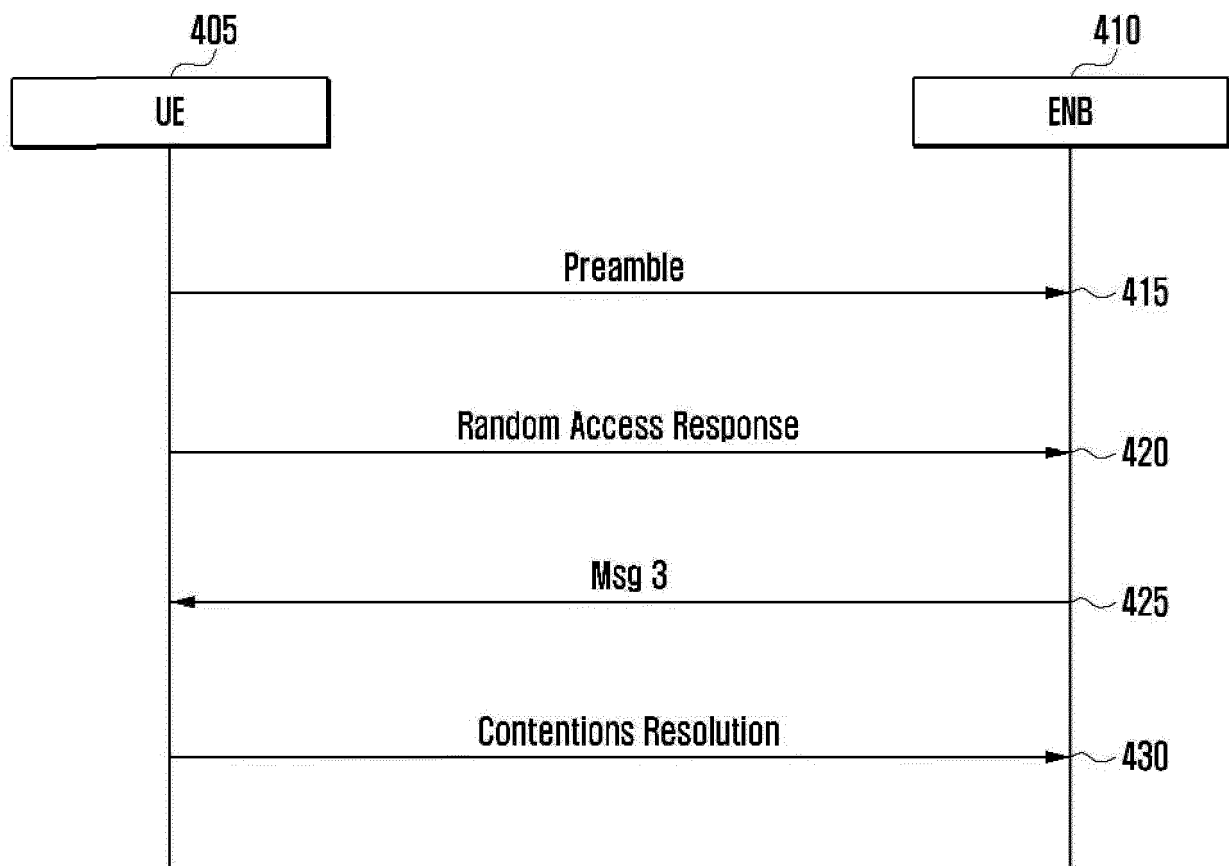 405
410
UE
ENB
Preamble
415
Random Access Response
420
Msg 3
425
Contentions Resolution
430